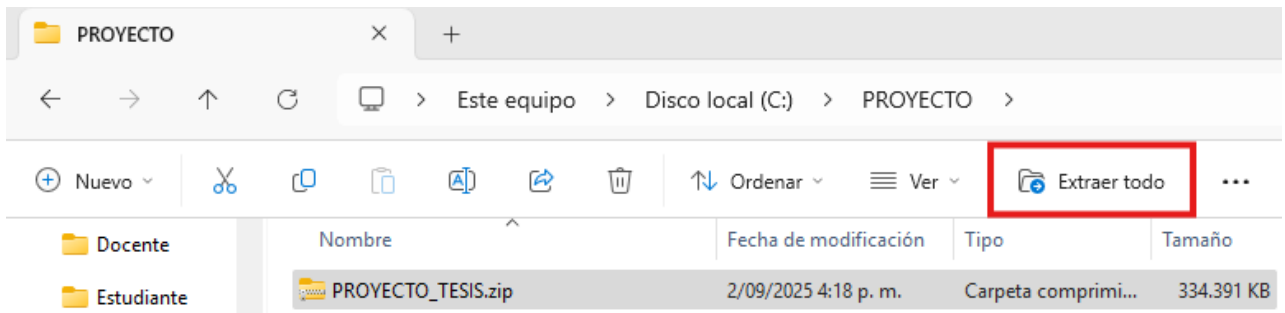 PROYECTO
Este equipo > Disco local (C:) > PROYECTO >
Nuevo Ordenar Ver Extraer todo ...
Docente Nombre Fecha de modificación Tipo Tamaño
Estudiante PROYECTO_TESIS.zip 2/09/2025 4:18 p. m. Carpeta comprimi... 334.391 KB